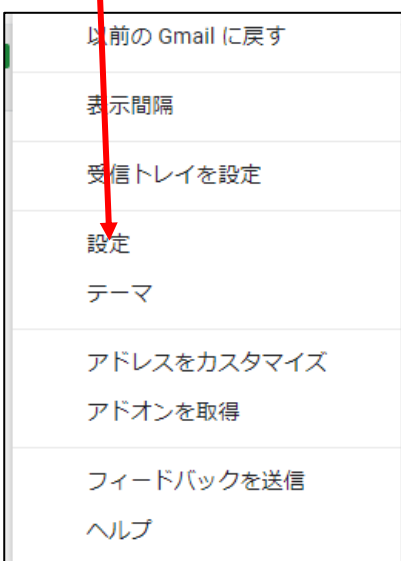 以前の Gmail に戻す
表示間隔
受信トレイを設定
設定
テーマ
アドレスをカスタマイズ
アドオンを取得
フィードバックを送信
ヘルプ